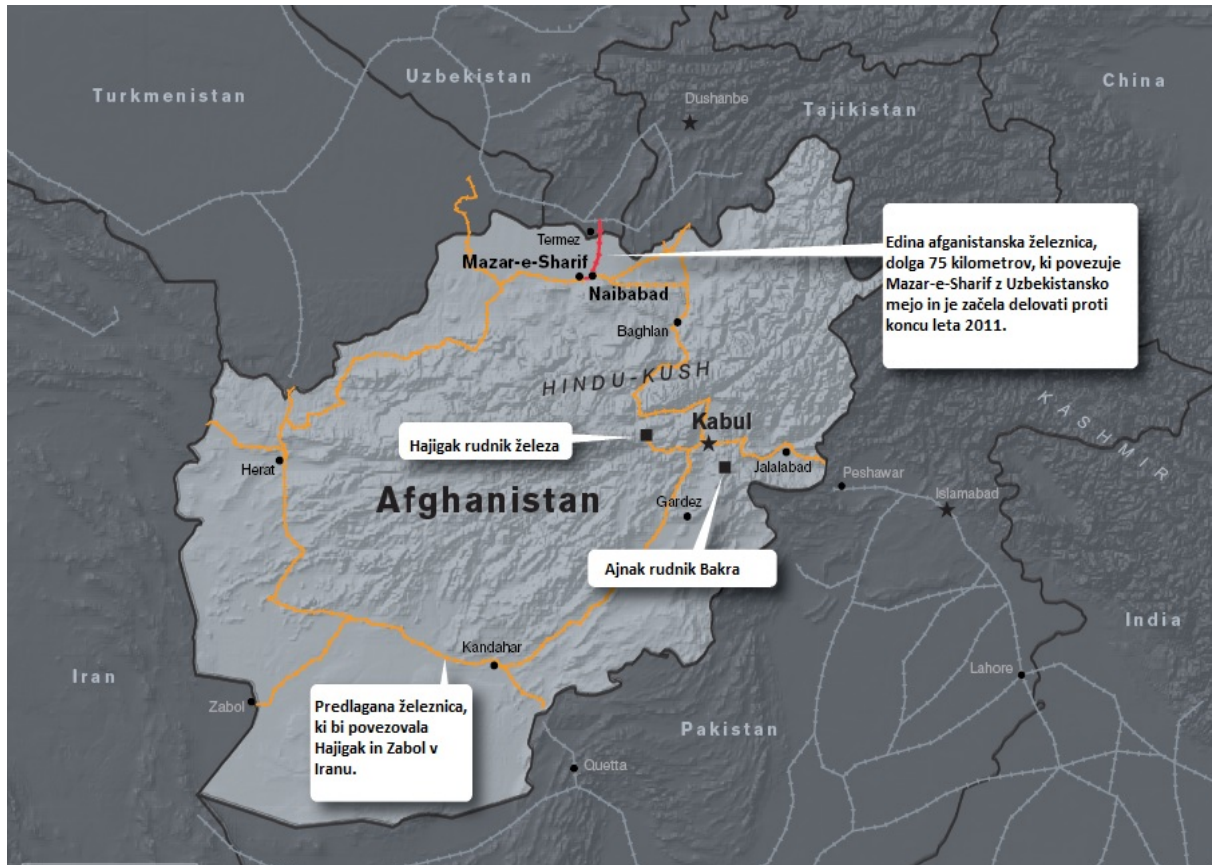 Uzbekistan
China
Turkmenistan
Dushanbe
Tajikistan
Edina afganistanska železnica,
dolga 75 kilometrov, ki povezuje
Mazar-e-Sharif z Uzbekistansko
mejo in je začela delovati proti
koncu leta 2011.
Termez
Mazar-e-Sharif
Naibabad
Baghlan
HINDU-KUSH
KASHMIR
Kabul
Hajigak rudnik železa
Herat
Jalalabad
Peshawar
Islamabad
Afghanistan
Gardez
Ajnak rudnik Bakra
India
Kandahar
Lahore
Iran
Zabol
Predlagana železnica,
ki bi povezovala
Hajigak in Zabol v
Iranu.
Pakistan
Quetta